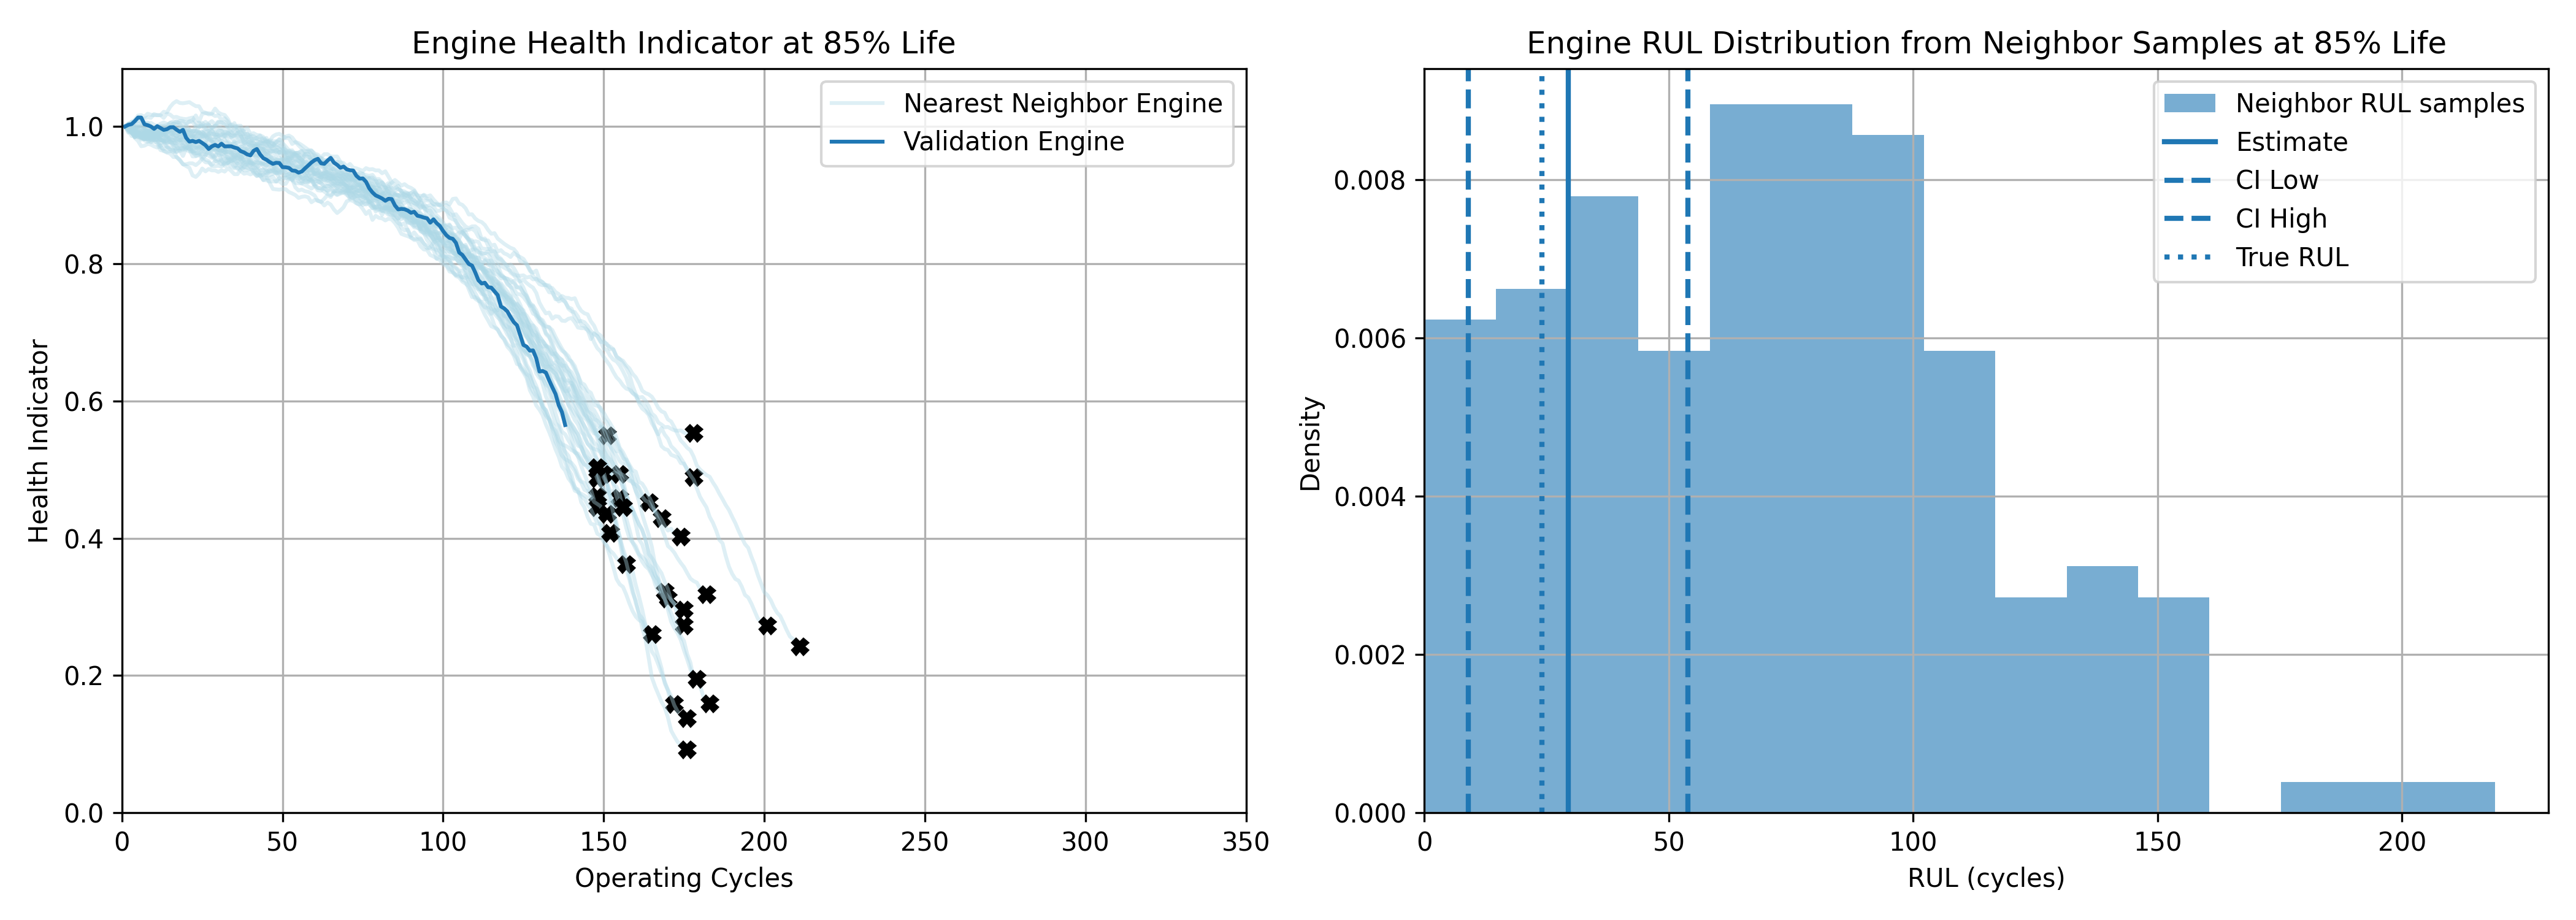 Engine Health Indicator at 85% Life
Nearest Neighbor Engine
Validation Engine
1.0
0.8
0.6
0.4
0.2
0.0
Health Indicator
0 50 100 150 200 250 300 350
Operating Cycles
Engine RUL Distribution from Neighbor Samples at 85% Life
Neighbor RUL samples
Estimate
CI Low
CI High
True RUL
0.008
0.006
0.004
0.002
0.000
Density
0 50 100 150 200
RUL (cycles)